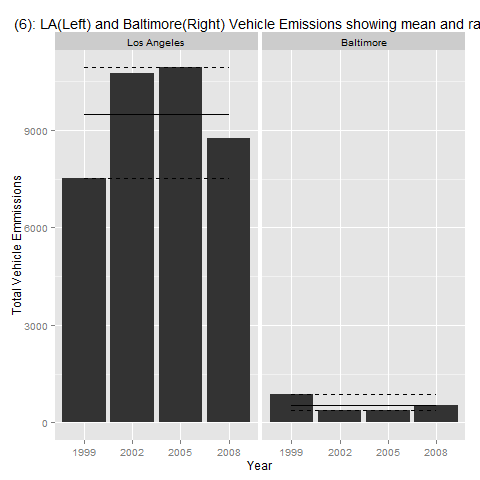 (6): LA(Left) and Baltimore(Right) Vehicle Emissions showing mean and ra
Los Angeles
Baltimore
Total Vehicle Emmissions
9000
6000
3000
0
1999
2002
2005
2008
1999
2002
2005
2008
Year